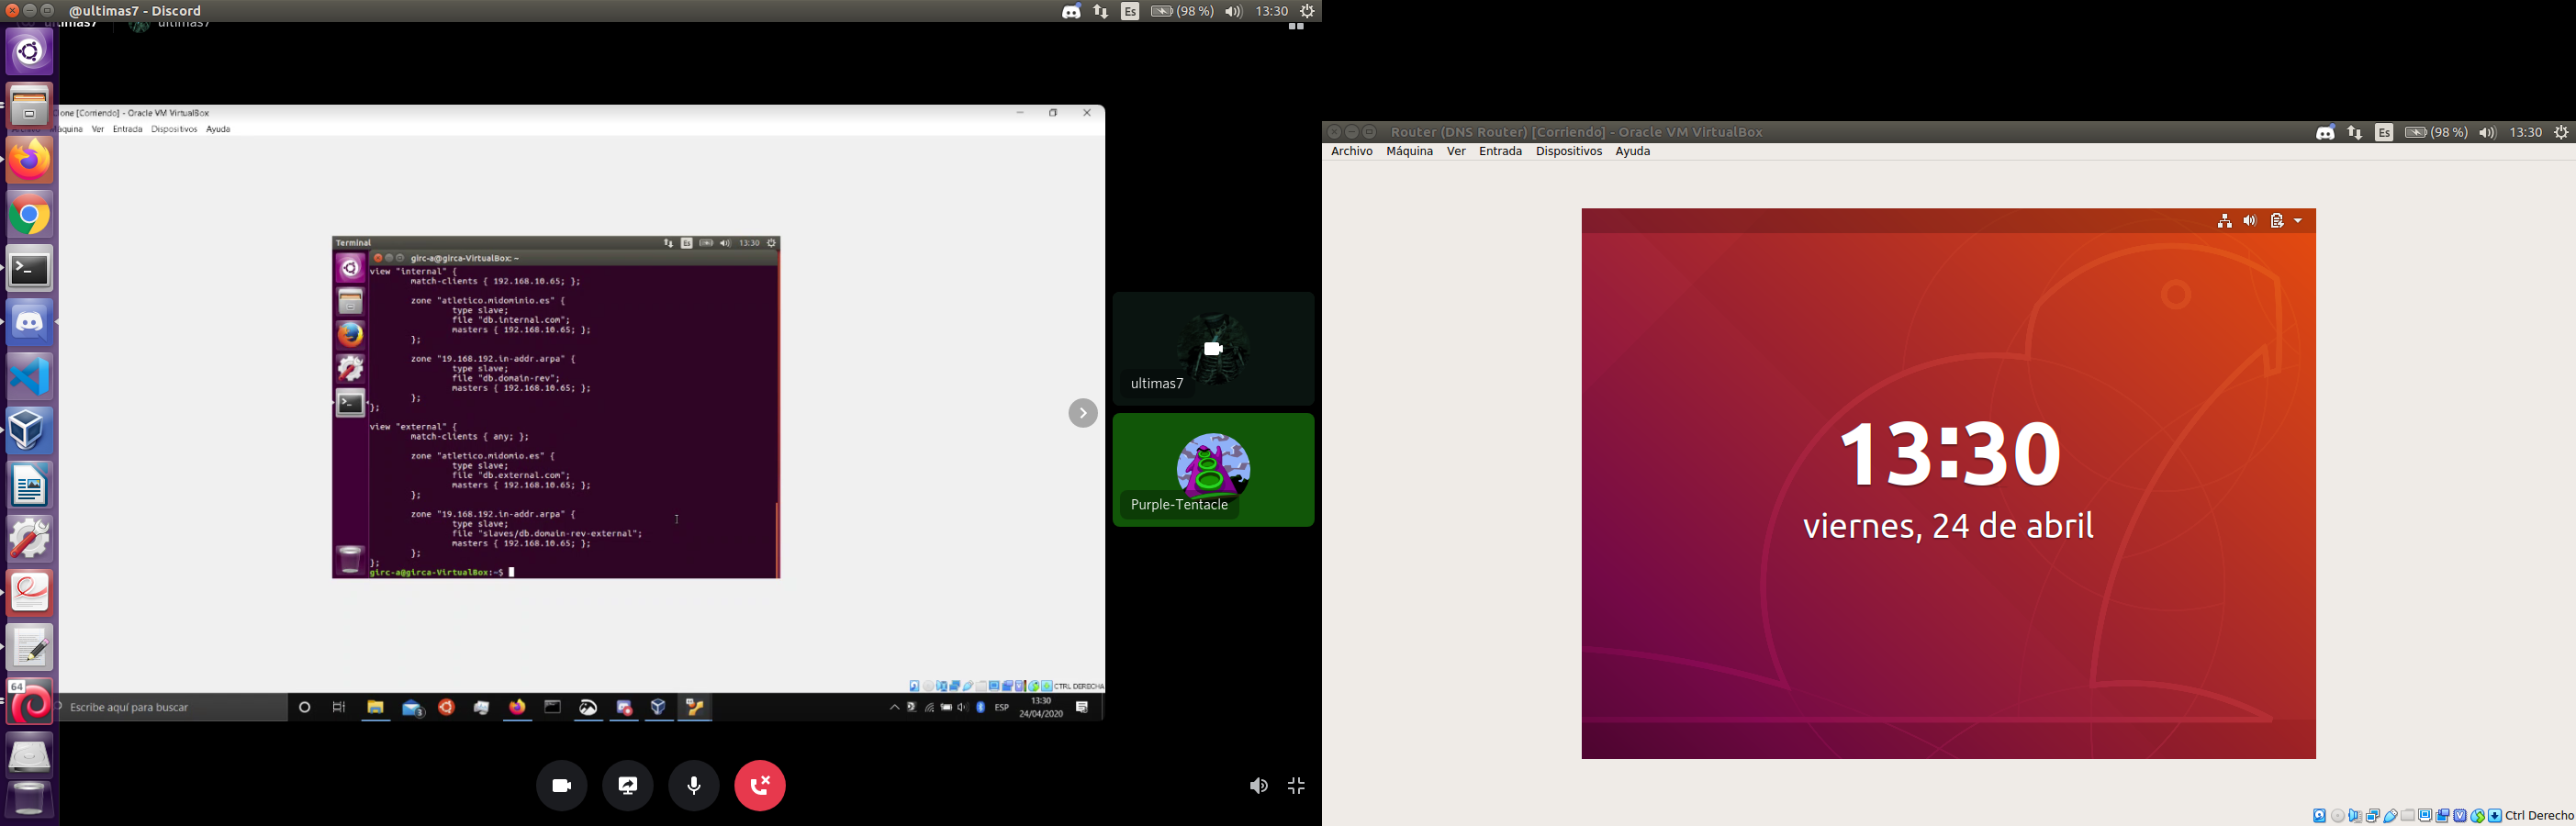 @ultimas7 - Discord
Es (98 %) 13:30
ultimas7
[Corriendo] - Oracle VM VirtualBox
Ver Entrada Dispositivos Ayuda
Terminal
Es 13:30
girc-a@girca-VirtualBox: ~
view "internal" {
match-clients { 192.168.10.65; };
zone "atletico.midominio.es" {
type slave;
file "db.internal.com";
masters { 192.168.10.65; };
};
zone "19.168.192.in-addr.arpa" {
type slave;
file "db.domain-rev";
masters { 192.168.10.65; };
};
};
view "external" {
match-clients { any; };
zone "atletico.midomio.es" {
type slave;
file "db.external.com";
masters { 192.168.10.65; };
};
zone "19.168.192.in-addr.arpa" {
type slave;
file "slaves/db.domain-rev-external";
masters { 192.168.10.65; };
};
};
girc-a@girca-VirtualBox:~$
CTRL DERECHA
64
Escribe aquí para buscar
3
ESP
13:30
24/04/2020
ultimas7
Purple-Tentacle
Router (DNS Router) [Corriendo] - Oracle VM VirtualBox
Es (98 %) 13:30
Archivo Máquina Ver Entrada Dispositivos Ayuda
13:30
viernes, 24 de abril
Ctrl Derecho